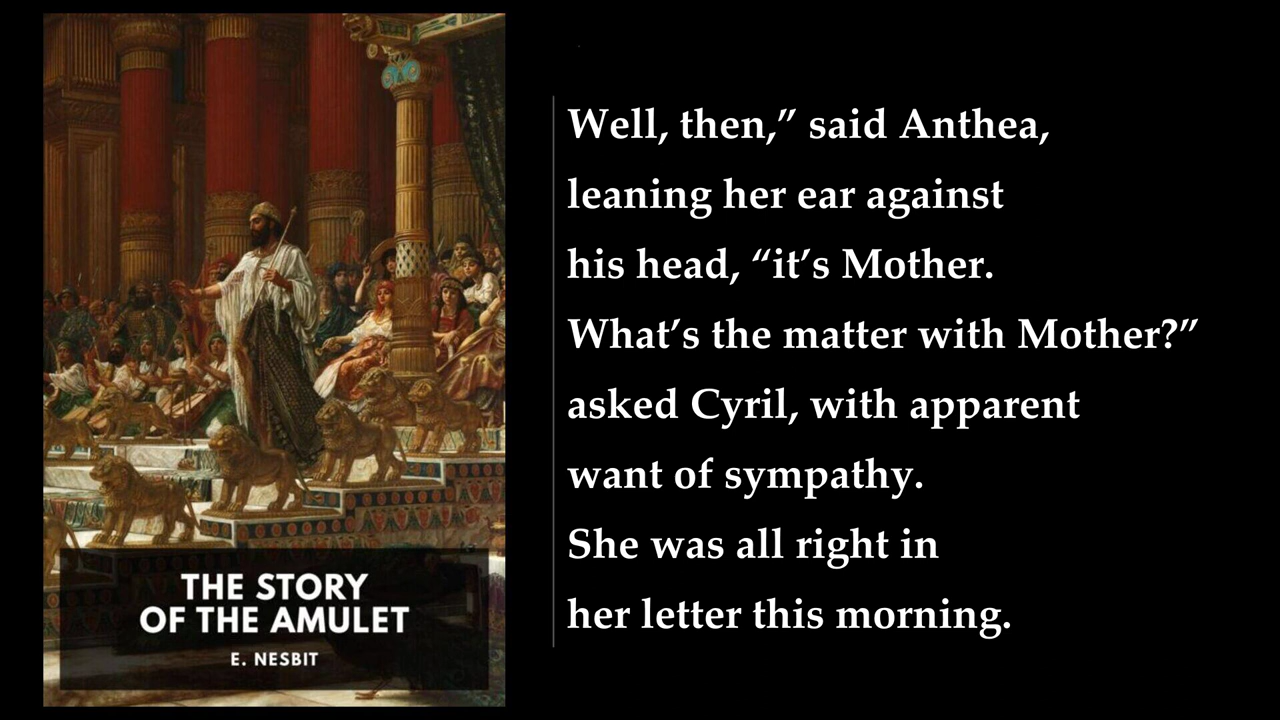 THE STORY
OF THE AMULET
E. NESBIT
Well, then,” said Anthea,
leaning her ear against
his head, “it’s Mother.
What’s the matter with Mother?”
asked Cyril, with apparent
want of sympathy.
She was all right in
her letter this morning.